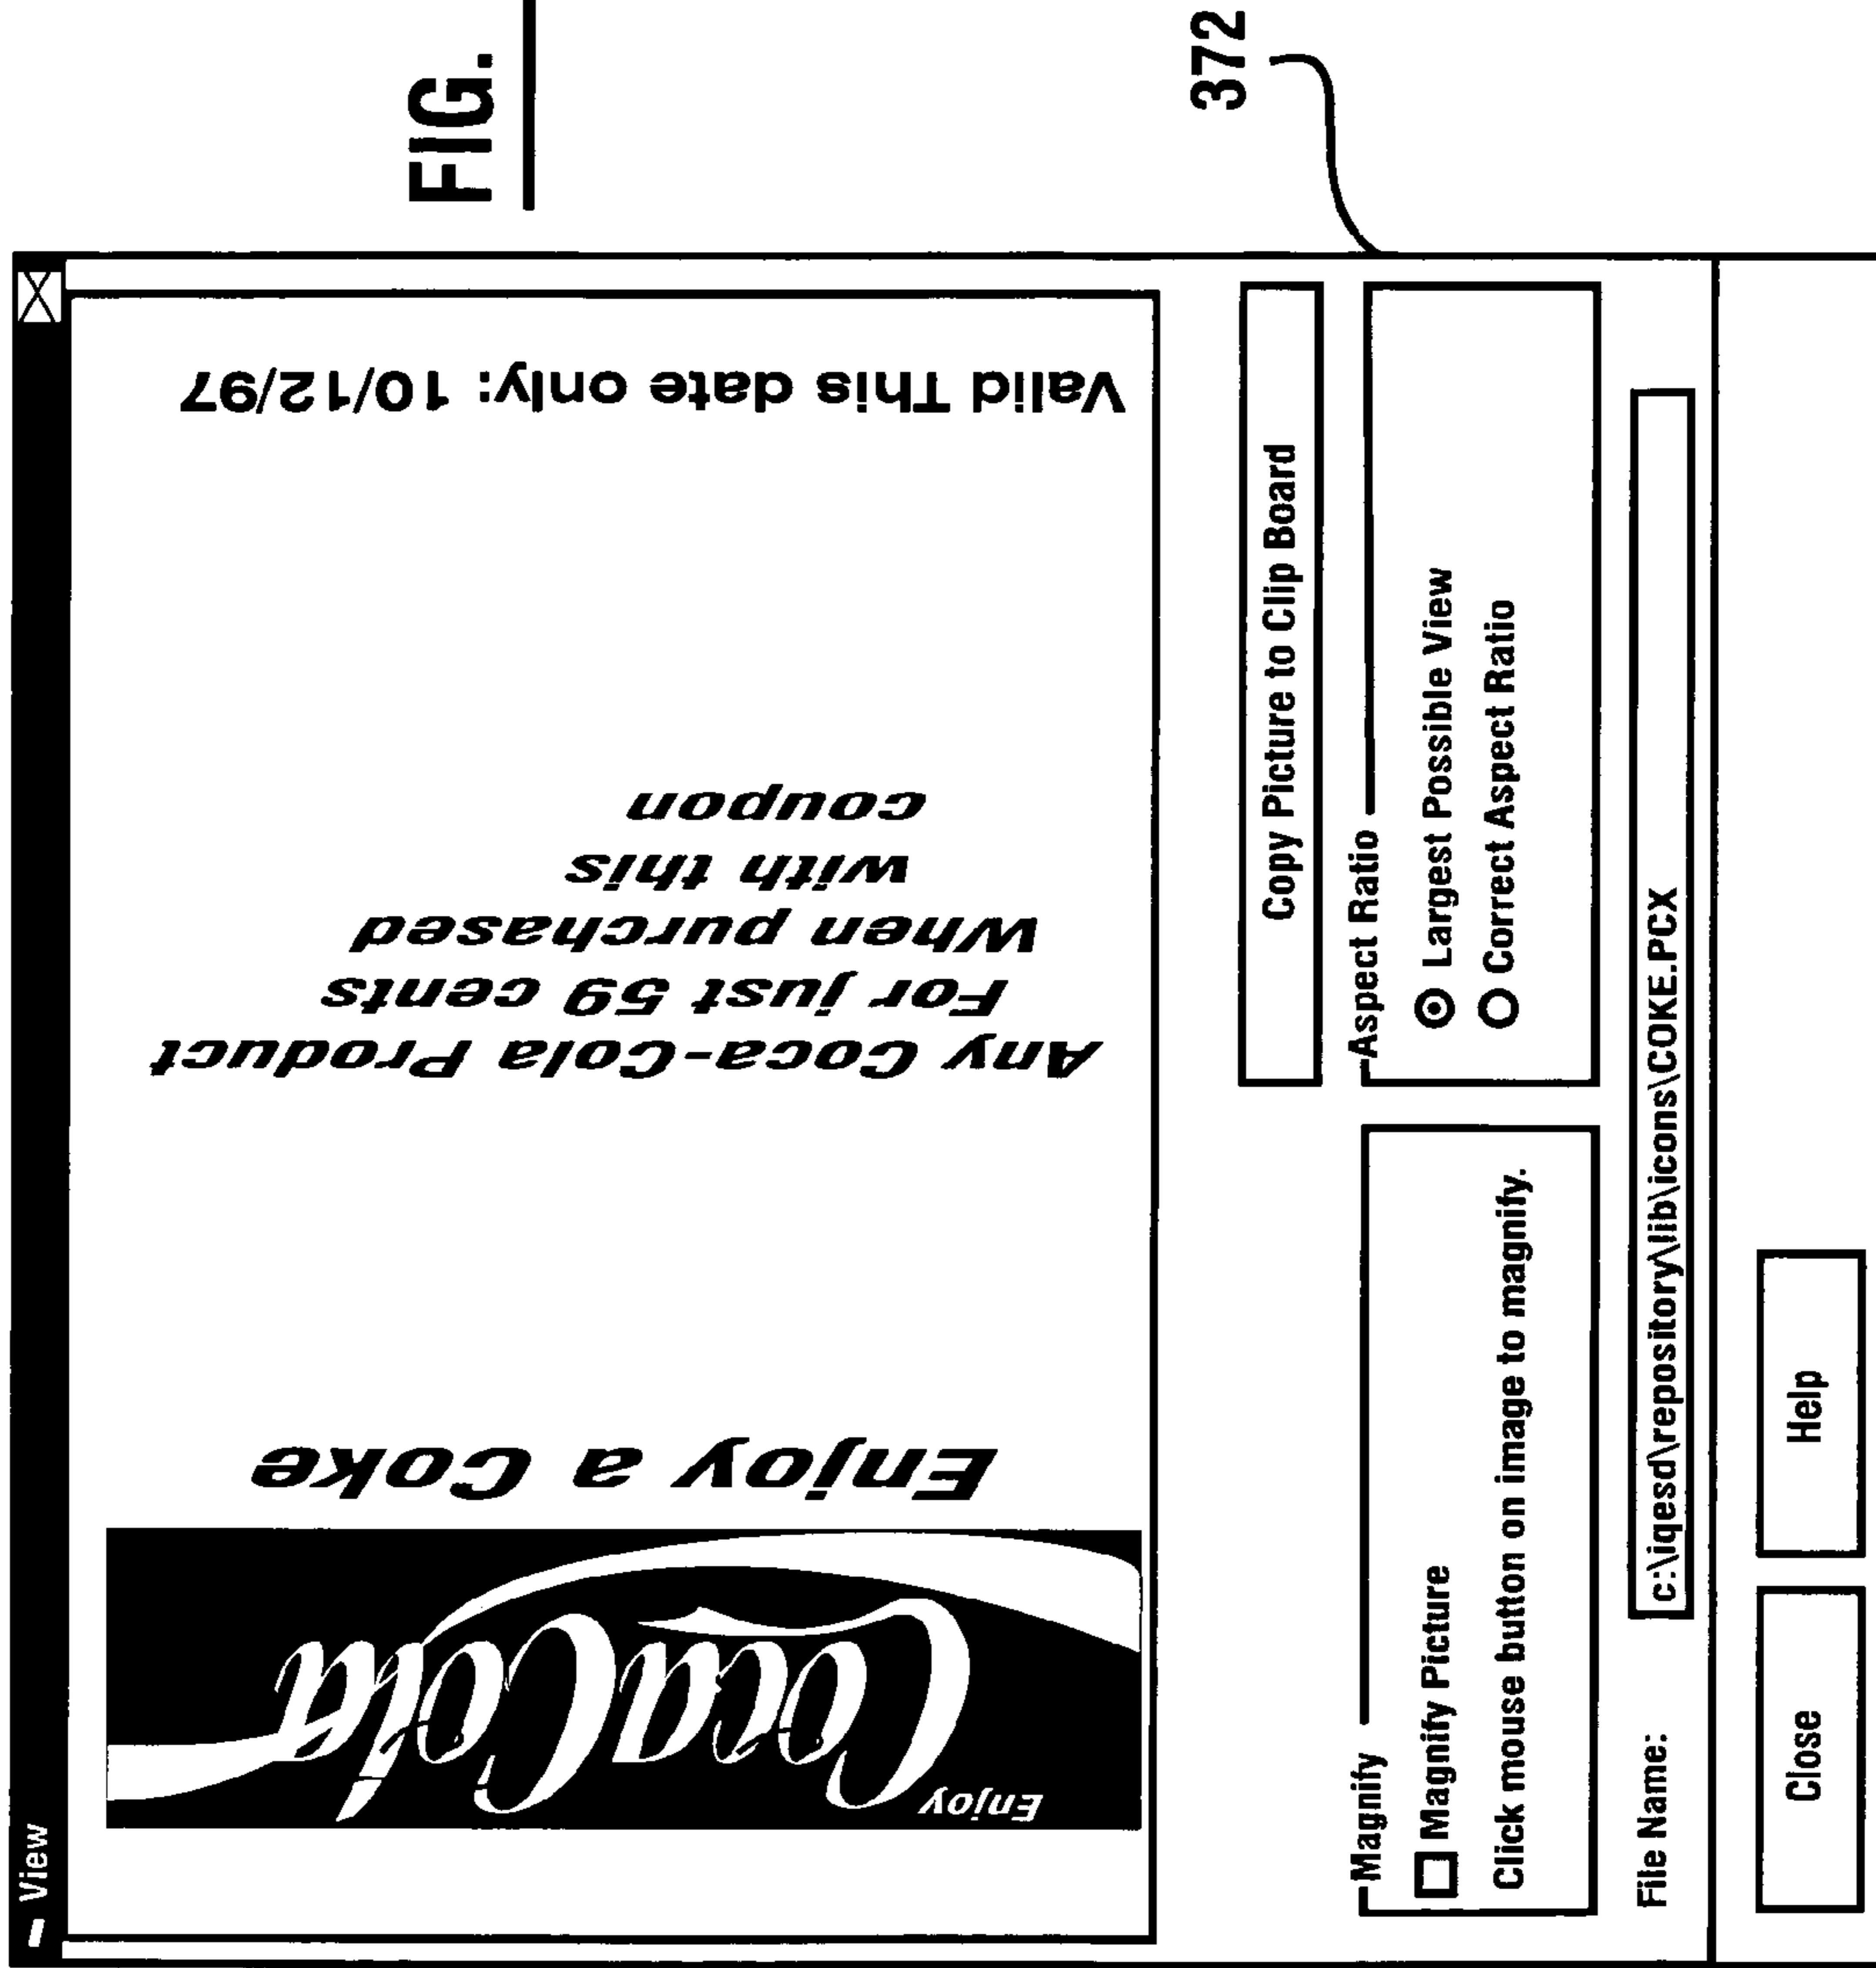 FIG.
372
View
Enjoy
Coca-Cola
Enjoy a Coke
Any Coca-Cola Product
For just 59 cents
when purchased
with this
coupon
Valid This date only: 10/12/97
Copy Picture to Clip Board
Magnify
Magnify Picture
Click mouse button on image to magnify.
Aspect Ratio
Largest Possible View
Correct Aspect Ratio
File Name:
c:\iqesd\repository\lib\icons\COKE.PCX
Close
Help